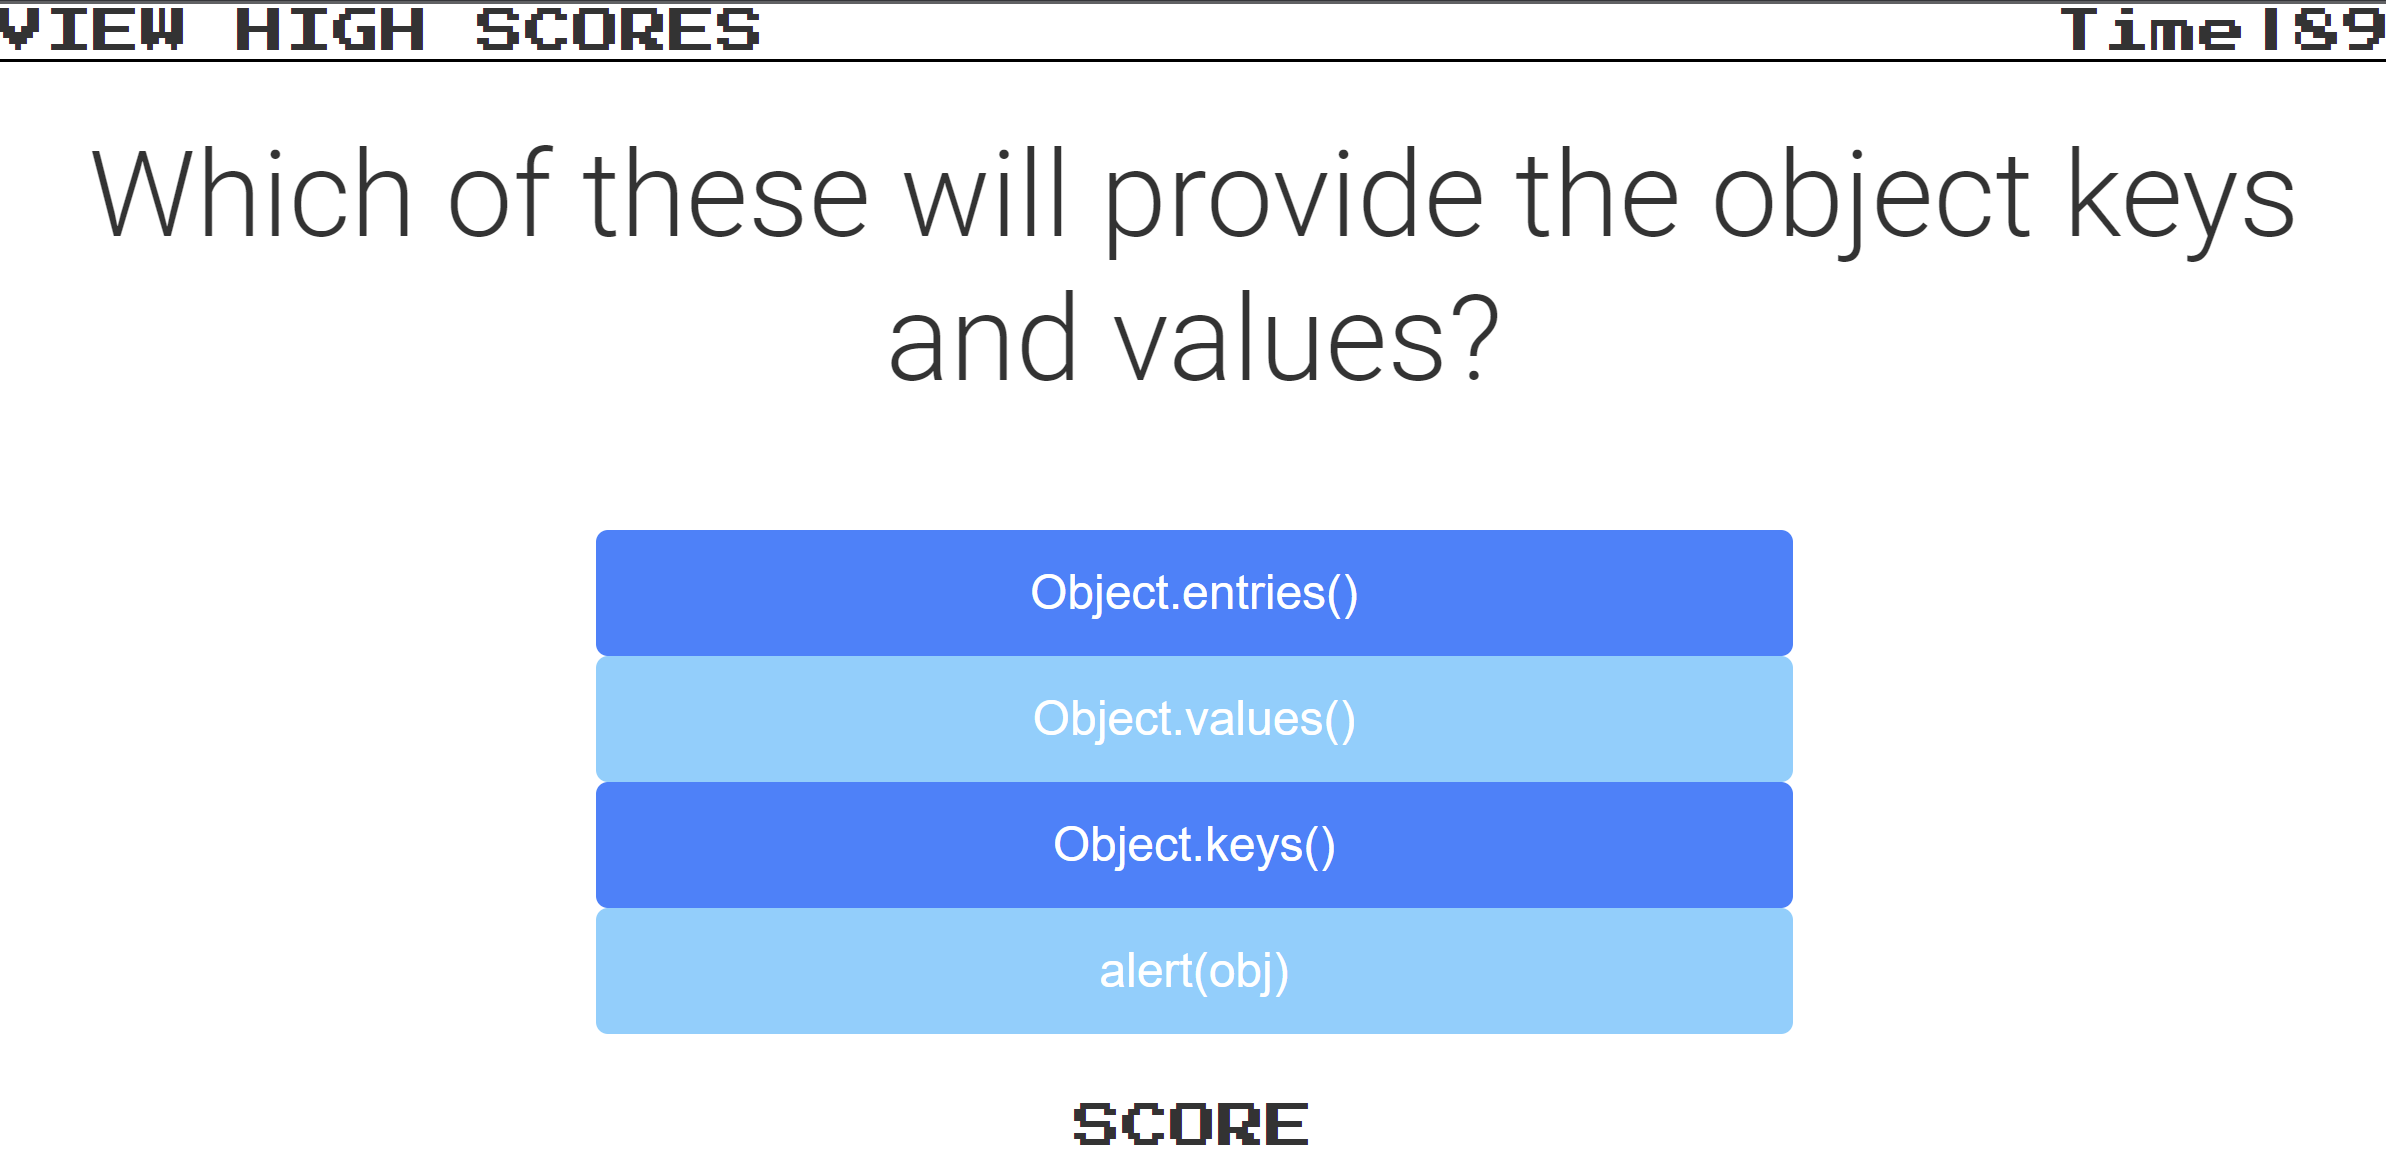 VIEW HIGH SCORES
Time|89
Which of these will provide the object keys
and values?
Object.entries()
Object.values()
Object.keys()
alert(obj)
SCORE